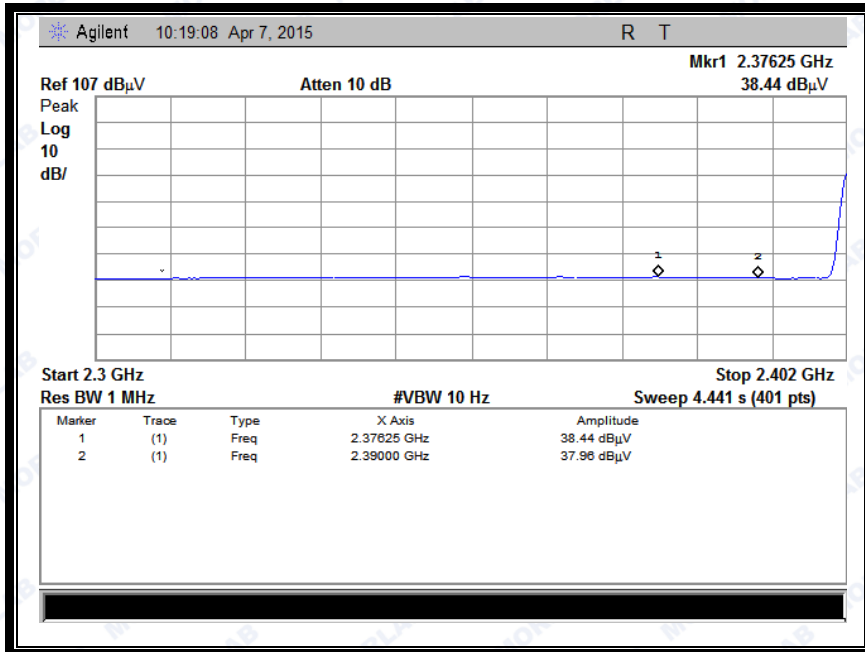 Agilent 10:19:08 Apr 7, 2015 R T
Mkr1 2.37625 GHz
Ref 107 dBµV Atten 10 dB 38.44 dBµV
Peak
Log
10
dB/
1 2
Start 2.3 GHz Stop 2.402 GHz
Res BW 1 MHz #VBW 10 Hz Sweep 4.441 s (401 pts)
Marker Trace Type X Axis Amplitude
1 (1) Freq 2.37625 GHz 38.44 dBµV
2 (1) Freq 2.39000 GHz 37.96 dBµV